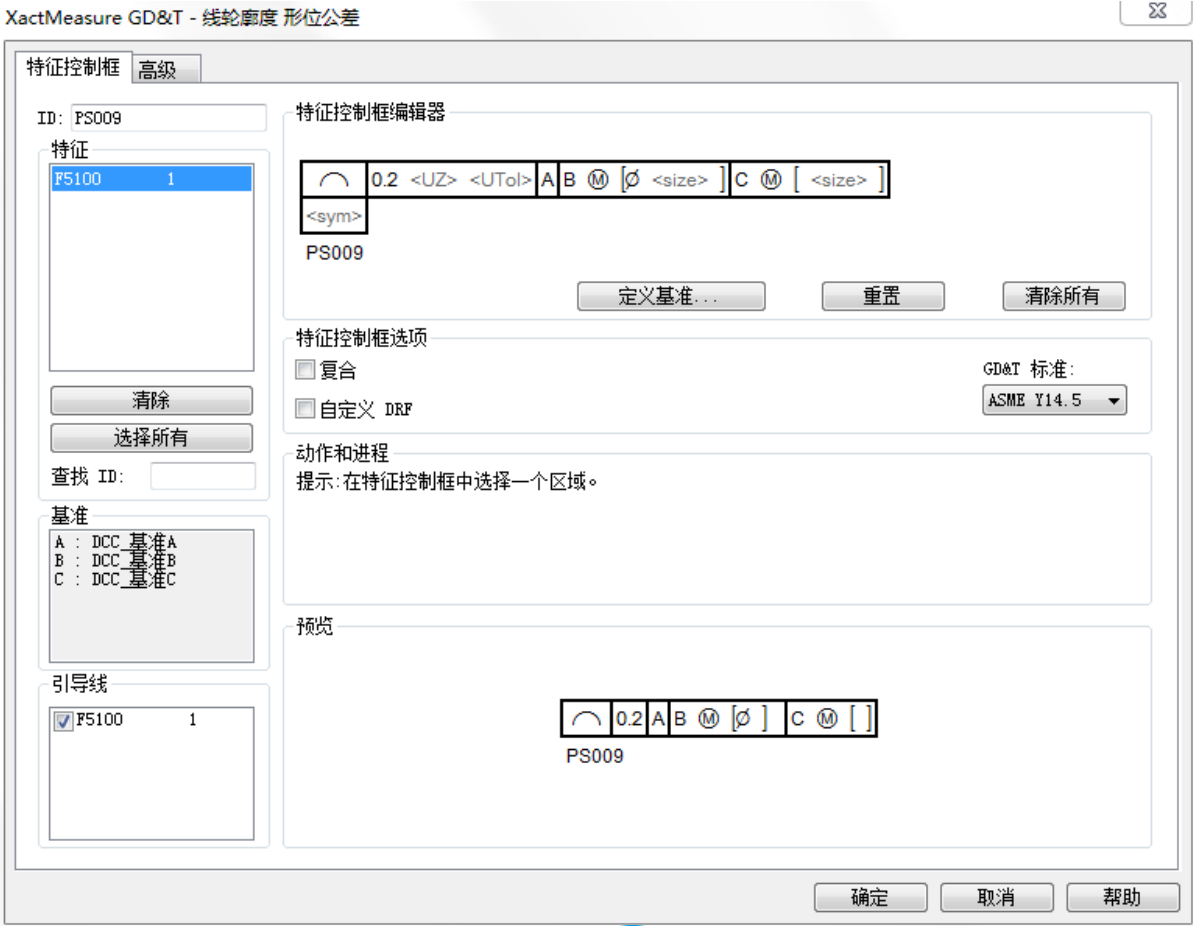 XactMeasure GD&T - 线轮廓度 形位公差
特征控制框 高级
ID: PS009
特征
F5100 1
清除
选择所有
查找 ID:
基准
A : DCC_基准A
B : DCC_基准B
C : DCC_基准C
引导线
F5100 1
特征控制框编辑器
⌒ 0.2 <UZ> <UTol> A B Ⓜ [Ø <size> ] C Ⓜ [ <size> ]
<sym>
PS009
定义基准... 重置 清除所有
特征控制框选项
复合
自定义 DRF
GD&T 标准:
ASME Y14.5
动作和进程
提示:在特征控制框中选择一个区域。
预览
⌒ 0.2 A B Ⓜ [Ø ] C Ⓜ [ ]
PS009
确定 取消 帮助